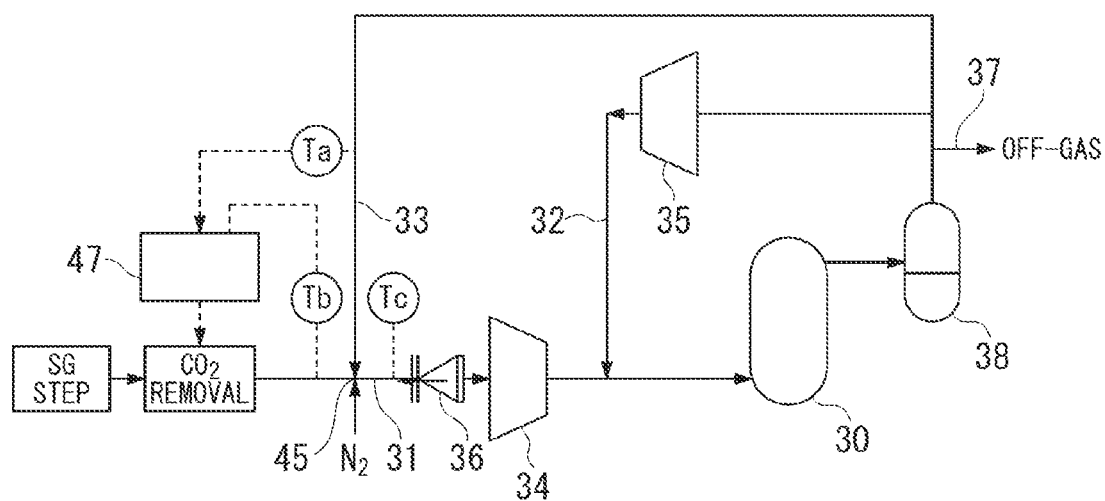 37
Ta
OFF-GAS
33
32
35
47
Tb
Tc
38
SG
STEP
CO₂
REMOVAL
45
N₂
31
36
34
30